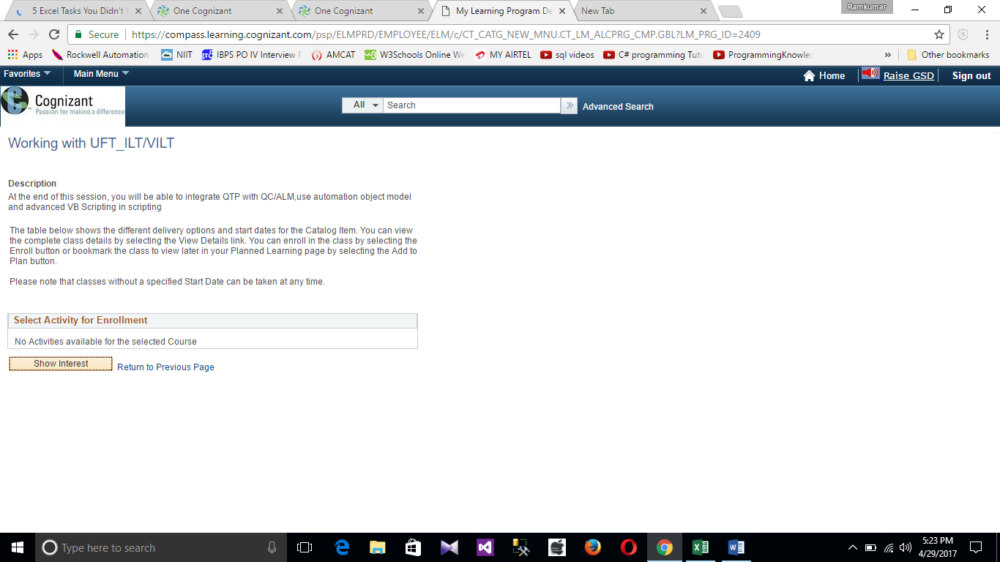 5 Excel Tasks You Didn't
One Cognizant
One Cognizant
My Learning Program De
New Tab
Ramkumar
Secure
https://compass.learning.cognizant.com/psp/ELMPRD/EMPLOYEE/ELM/c/CT_CATG_NEW_MNU.CT_LM_ALCPRG_CMP.GBL?LM_PRG_ID=2409
Apps
Rockwell Automation
NIIT
IBPS PO IV Interview
AMCAT
W3Schools Online We
MY AIRTEL
sql videos
C# programming Tuto
ProgrammingKnowlec
»
Other bookmarks
Favorites
Main Menu
Home
Raise GSD
Sign out
Cognizant
Passion for making a difference
All
Search
Advanced Search
Working with UFT_ILT/VILT
Description
At the end of this session, you will be able to integrate QTP with QC/ALM,use automation object model
and advanced VB Scripting in scripting
The table below shows the different delivery options and start dates for the Catalog Item. You can view
the complete class details by selecting the View Details link. You can enroll in the class by selecting the
Enroll button or bookmark the class to view later in your Planned Learning page by selecting the Add to
Plan button.
Please note that classes without a specified Start Date can be taken at any time.
Select Activity for Enrollment
No Activities available for the selected Course
Show Interest
Return to Previous Page
Type here to search
5:23 PM
4/29/2017